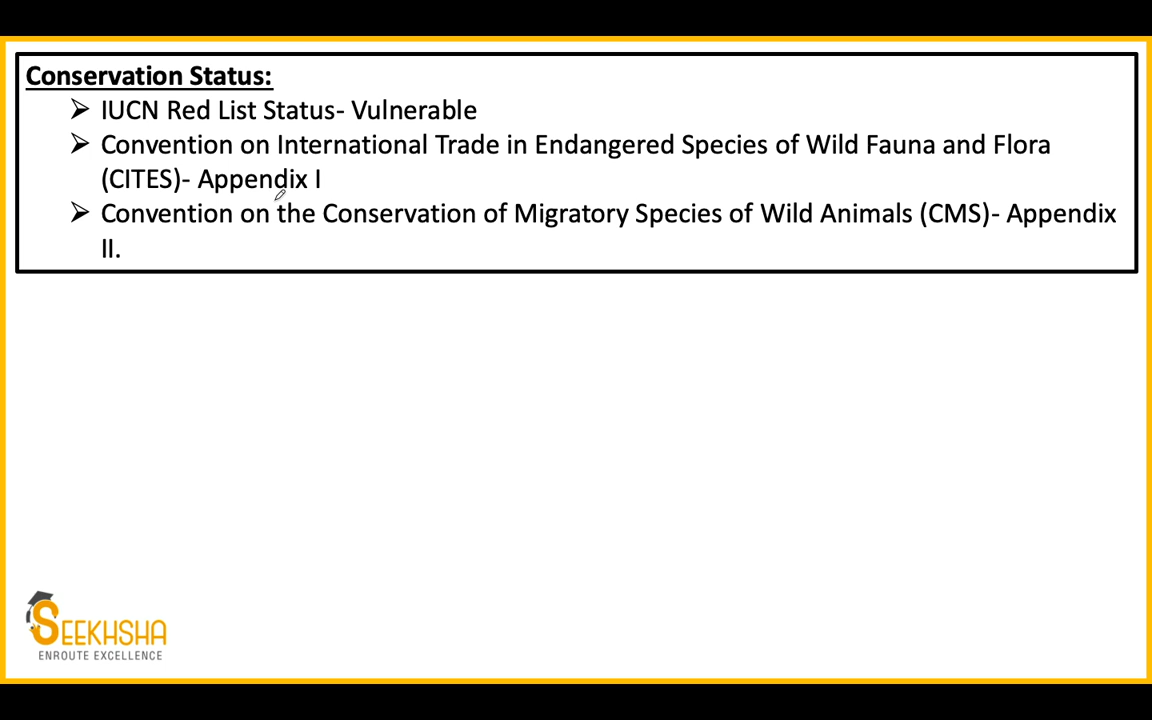 Conservation Status:
➢ IUCN Red List Status- Vulnerable
➢ Convention on International Trade in Endangered Species of Wild Fauna and Flora
(CITES)- Appendix I
➢ Convention on the Conservation of Migratory Species of Wild Animals (CMS)- Appendix
II.
SEEKHSHA
ENROUTE EXCELLENCE